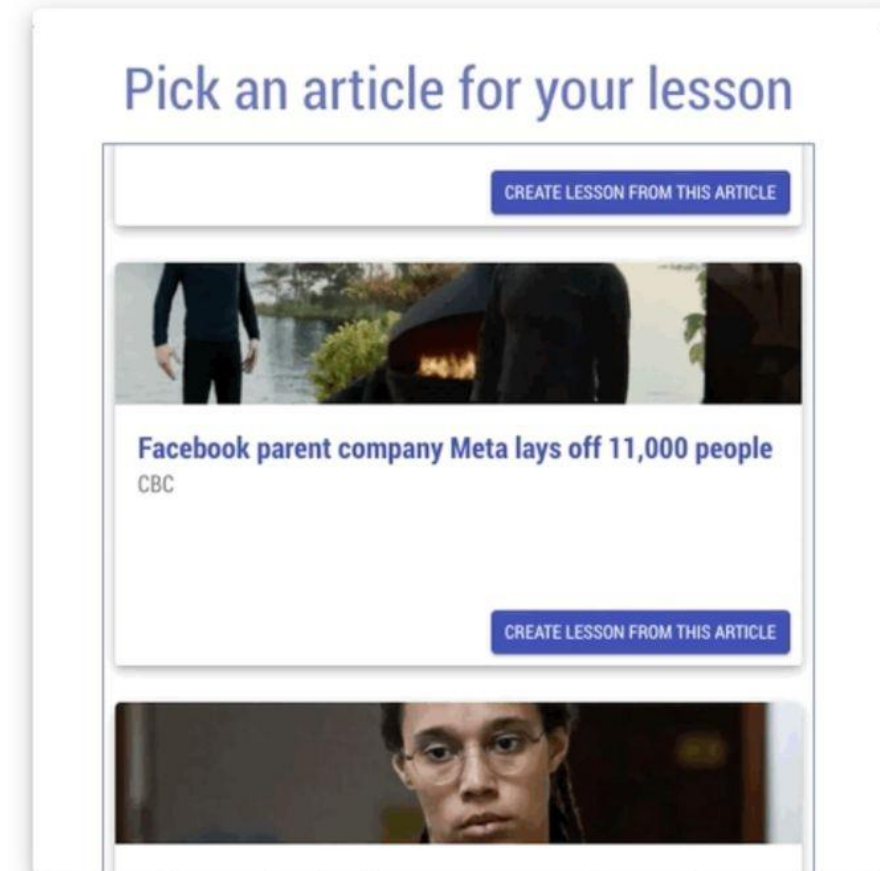 Pick an article for your lesson
CREATE LESSON FROM THIS ARTICLE
Facebook parent company Meta lays off 11,000 people
CBC
CREATE LESSON FROM THIS ARTICLE